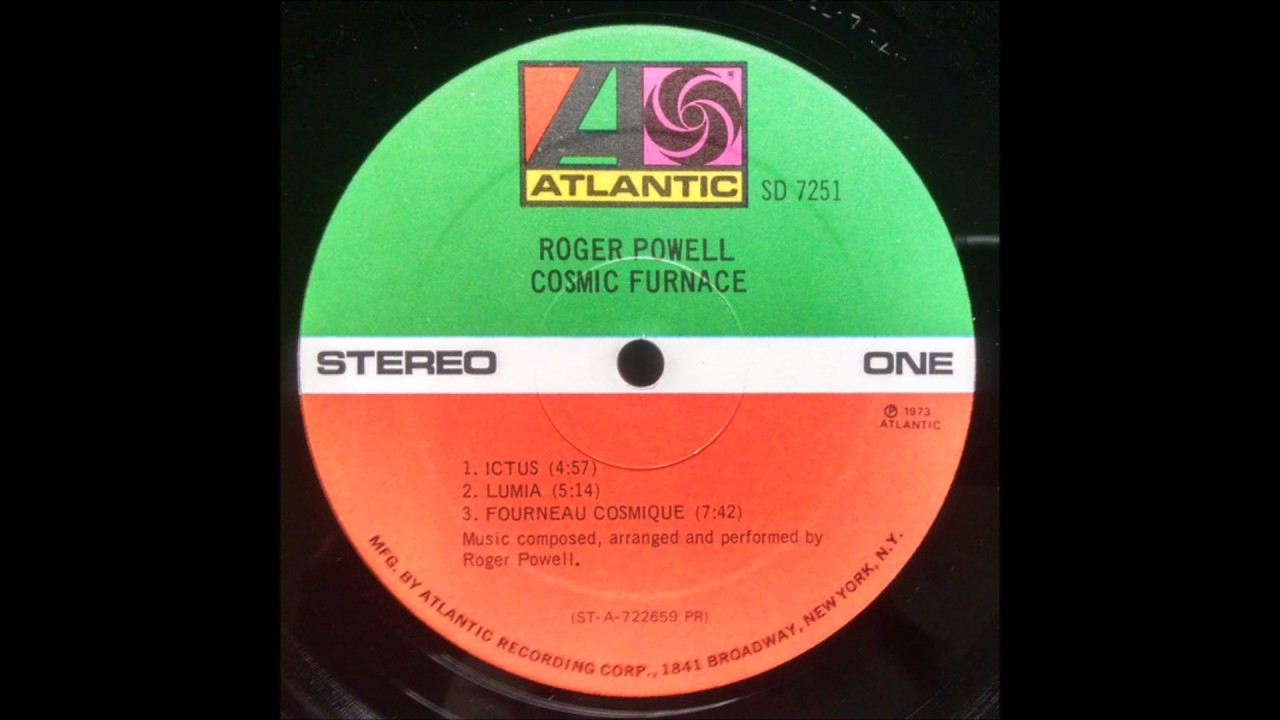 ATLANTIC
SD 7251
ROGER POWELL
COSMIC FURNACE
STEREO
ONE
Ⓟ 1973
ATLANTIC
1. ICTUS (4:57)
2. LUMIA (5:14)
3. FOURNEAU COSMIQUE (7:42)
Music composed, arranged and performed by
Roger Powell.
(ST-A-722659 PR)
MFG. BY ATLANTIC RECORDING CORP., 1841 BROADWAY, NEW YORK, N.Y.